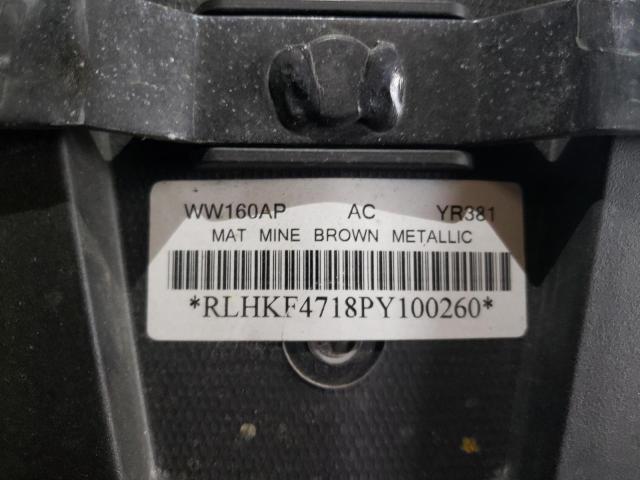 WW160AP AC YR381
MAT MINE BROWN METALLIC
*RLHKF4718PY100260*